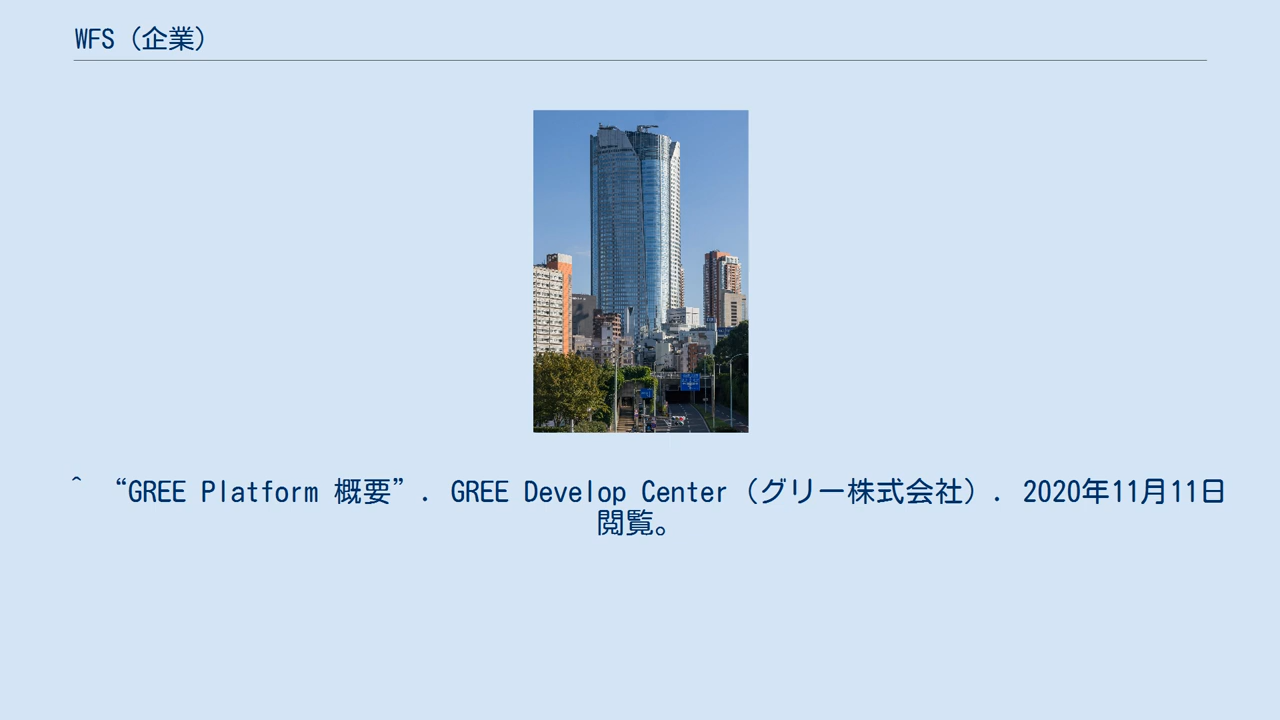 WFS（企業）
^ “GREE Platform 概要”. GREE Develop Center（グリー株式会社）. 2020年11月11日
閲覧。